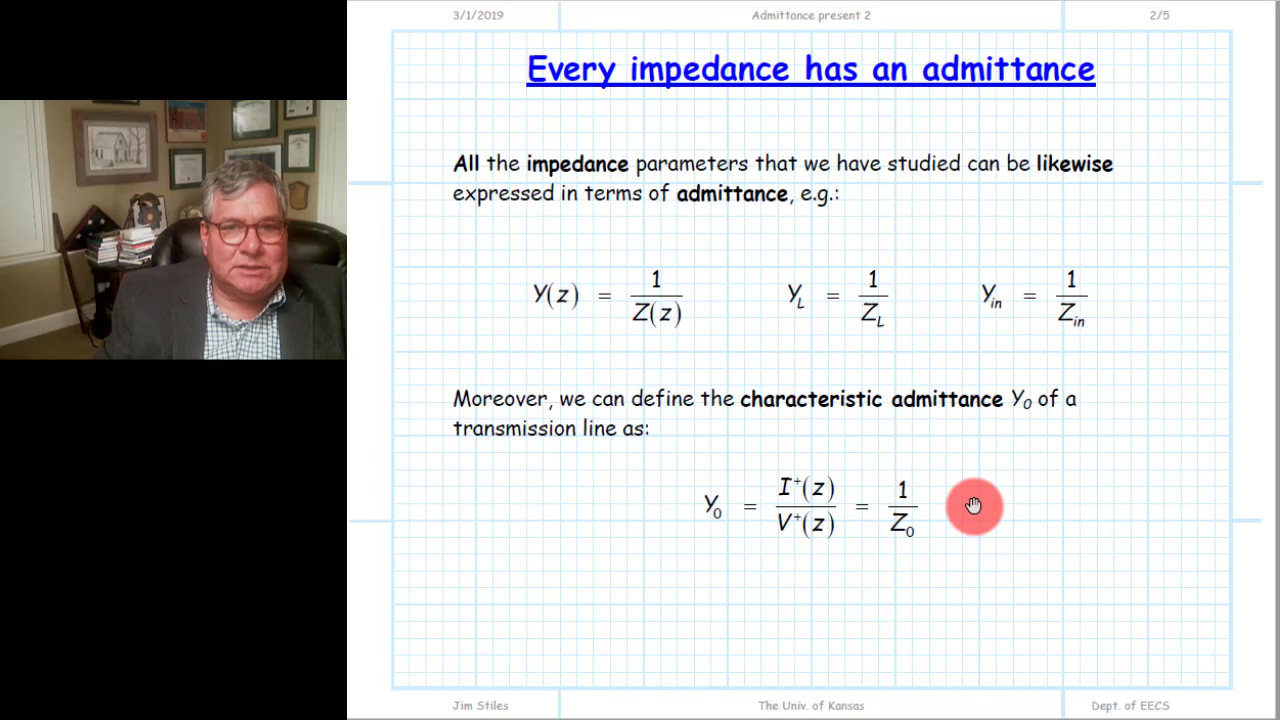 3/1/2019 Admittance present 2 2/5
Every impedance has an admittance
All the impedance parameters that we have studied can be likewise
expressed in terms of admittance, e.g.:
Y(z) = 1/Z(z) Y_L = 1/Z_L Y_in = 1/Z_in
Moreover, we can define the characteristic admittance Y_0 of a
transmission line as:
Y_0 = I⁺(z)/V⁺(z) = 1/Z_0
Jim Stiles The Univ. of Kansas Dept. of EECS